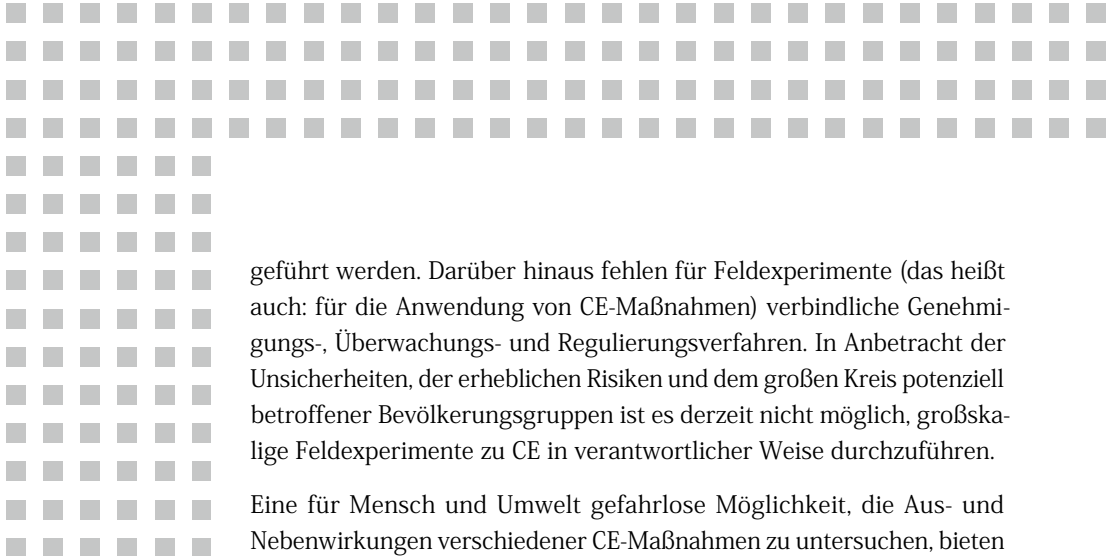 geführt werden. Darüber hinaus fehlen für Feldexperimente (das heißt
auch: für die Anwendung von CE-Maßnahmen) verbindliche Genehmi-
gungs-, Überwachungs- und Regulierungsverfahren. In Anbetracht der
Unsicherheiten, der erheblichen Risiken und dem großen Kreis potenziell
betroffener Bevölkerungsgruppen ist es derzeit nicht möglich, großska-
lige Feldexperimente zu CE in verantwortlicher Weise durchzuführen.
Eine für Mensch und Umwelt gefahrlose Möglichkeit, die Aus- und
Nebenwirkungen verschiedener CE-Maßnahmen zu untersuchen, bieten